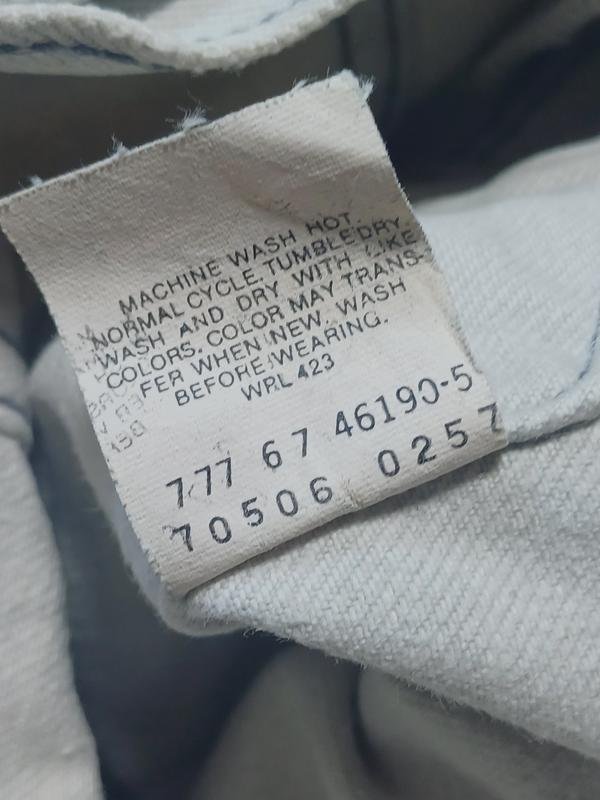 MACHINE WASH HOT.
NORMAL CYCLE. TUMBLE DRY.
WASH AND DRY WITH LIKE
COLORS. COLOR MAY TRANS-
FER WHEN NEW. WASH
BEFORE WEARING.
WPL 423
777 67 46190-5
70506 0257